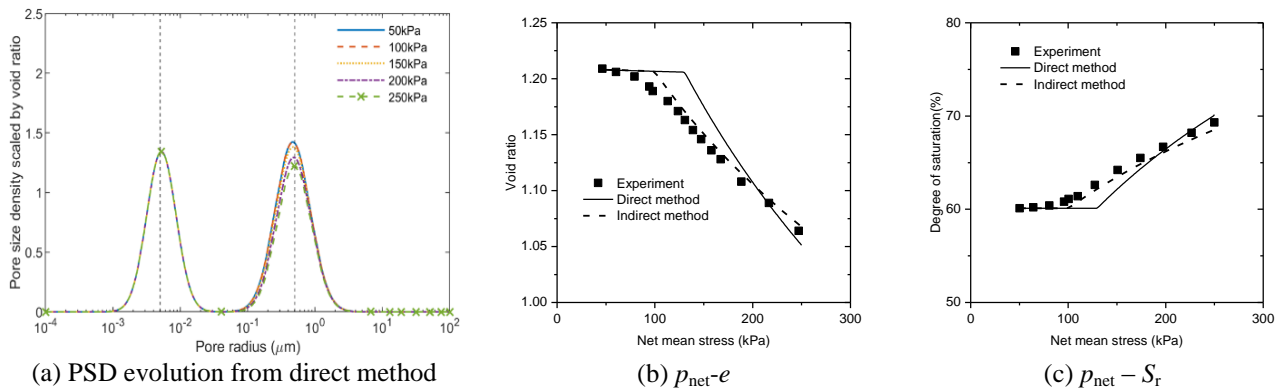 2.5
2
1.5
1
0.5
0
Pore size density scaled by void ratio
50kPa
100kPa
150kPa
200kPa
250kPa
10⁻⁴ 10⁻³ 10⁻² 10⁻¹ 10⁰ 10¹ 10²
Pore radius (μm)
(a) PSD evolution from direct method
1.25
1.20
1.15
1.10
1.05
1.00
Void ratio
Experiment
Direct method
Indirect method
0 100 200 300
Net mean stress (kPa)
(b) pnet-e
80
70
60
50
Degree of saturation(%)
Experiment
Direct method
Indirect method
0 100 200 300
Net mean stress (kPa)
(c) pnet – Sr